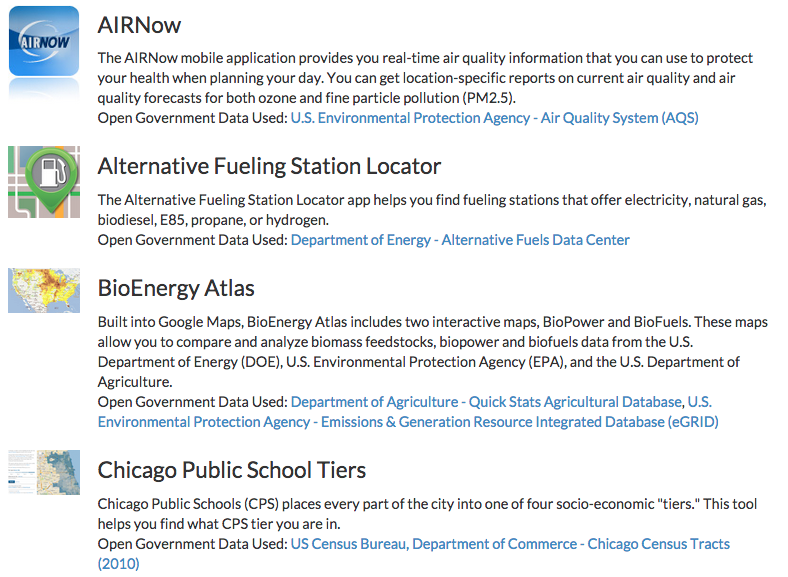 AIRNOW
AIRNow
The AIRNow mobile application provides you real-time air quality information that you can use to protect
your health when planning your day. You can get location-specific reports on current air quality and air
quality forecasts for both ozone and fine particle pollution (PM2.5).
Open Government Data Used: U.S. Environmental Protection Agency - Air Quality System (AQS)
Alternative Fueling Station Locator
The Alternative Fueling Station Locator app helps you find fueling stations that offer electricity, natural gas,
biodiesel, E85, propane, or hydrogen.
Open Government Data Used: Department of Energy - Alternative Fuels Data Center
BioEnergy Atlas
Built into Google Maps, BioEnergy Atlas includes two interactive maps, BioPower and BioFuels. These maps
allow you to compare and analyze biomass feedstocks, biopower and biofuels data from the U.S.
Department of Energy (DOE), U.S. Environmental Protection Agency (EPA), and the U.S. Department of
Agriculture.
Open Government Data Used: Department of Agriculture - Quick Stats Agricultural Database, U.S.
Environmental Protection Agency - Emissions & Generation Resource Integrated Database (eGRID)
Chicago Public School Tiers
Chicago Public Schools (CPS) places every part of the city into one of four socio-economic "tiers." This tool
helps you find what CPS tier you are in.
Open Government Data Used: US Census Bureau, Department of Commerce - Chicago Census Tracts
(2010)